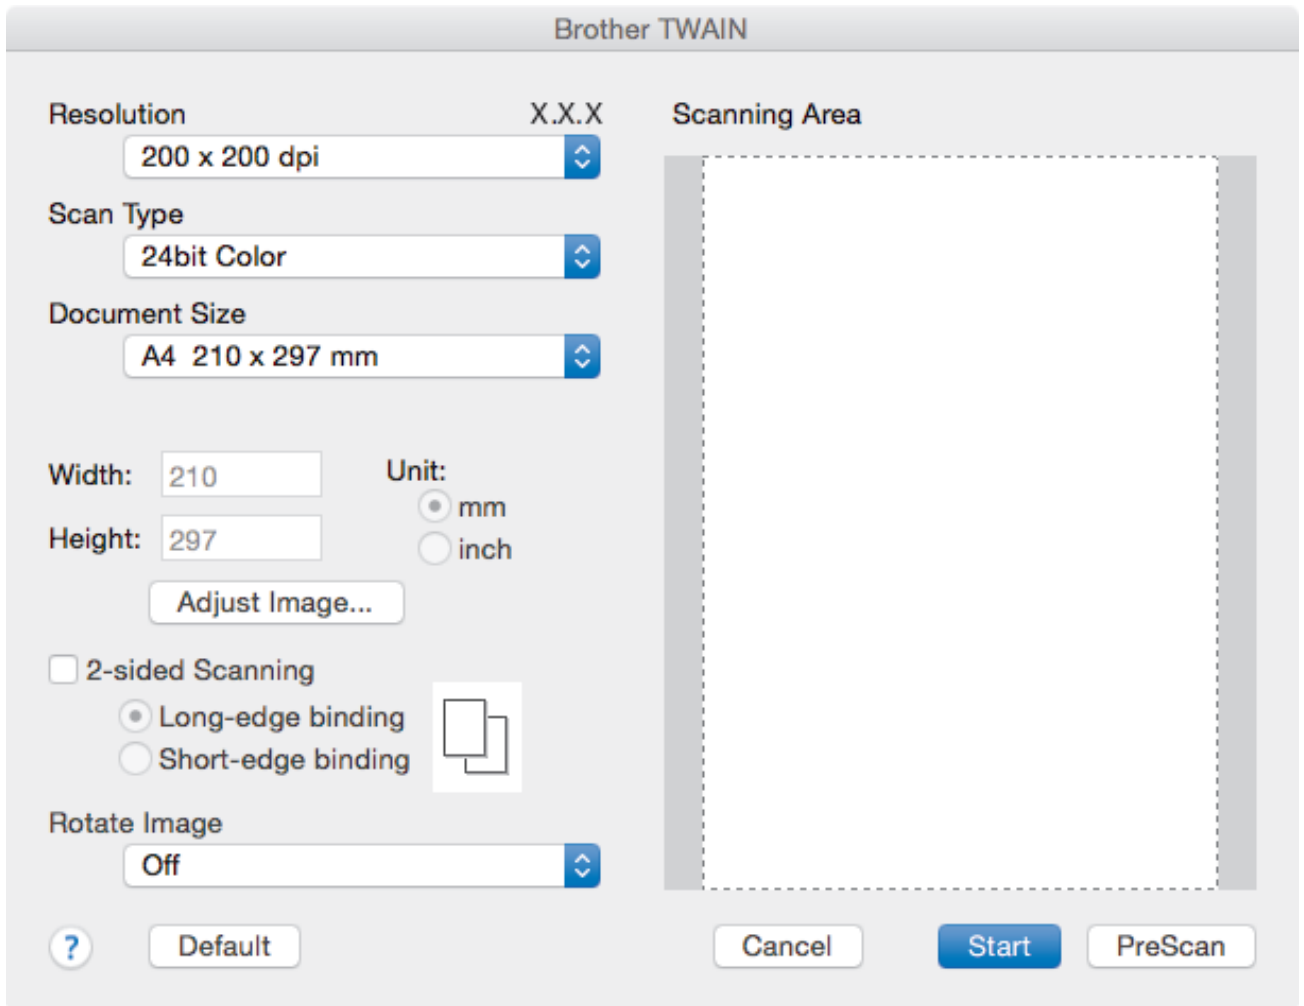 Brother TWAIN
Resolution X.X.X
200 x 200 dpi
Scan Type
24bit Color
Document Size
A4 210 x 297 mm
Width: 210
Height: 297
Unit:
mm
inch
Adjust Image...
2-sided Scanning
Long-edge binding
Short-edge binding
Rotate Image
Off
? Default
Scanning Area
Cancel Start PreScan